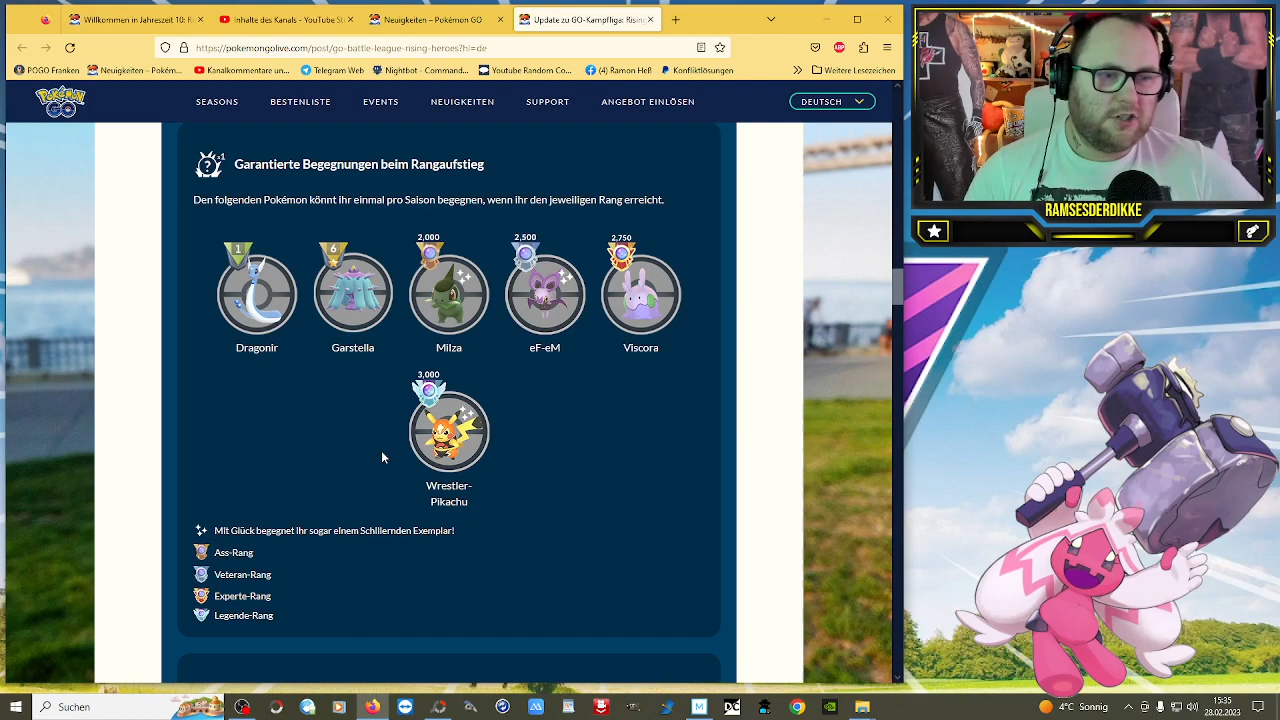 Willkommen in Jahreszeit 10: R
Inhalte des Kanals - YouTube S
Neuigkeiten – Pokémon GO
Update zu GO-Kampfliga: Rising
https://pokemongolive.com/post/go-battle-league-rising-heroes?hl=de
POGO Franken
Neuigkeiten – Pokém...
Kanalkommentare un...
Telegram Web
Nightbot - Command...
Youtube Random Co...
(4) Ramon Heß
Konfliktlösungen
Weitere Lesezeichen
POKÉMON GO
SEASONS
BESTENLISTE
EVENTS
NEUIGKEITEN
SUPPORT
ANGEBOT EINLÖSEN
DEUTSCH
×1
Garantierte Begegnungen beim Rangaufstieg
Den folgenden Pokémon könnt ihr einmal pro Saison begegnen, wenn ihr den jeweiligen Rang erreicht.
1
6
2,000
2,500
2,750
Dragonir
Garstella
Milza
eF-eM
Viscora
3,000
Wrestler-
Pikachu
Mit Glück begegnet ihr sogar einem Schillernden Exemplar!
Ass-Rang
Veteran-Rang
Experte-Rang
Legende-Rang
RAMSESDERDIKKE
Suchen
4°C
15:35
28.02.2023